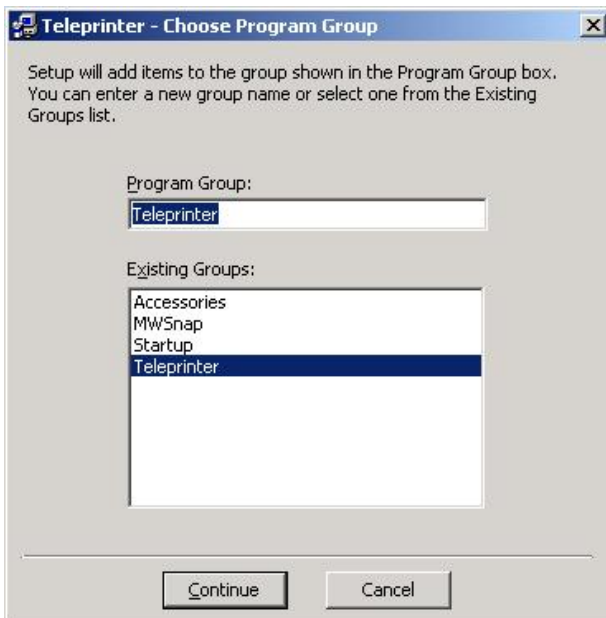 Teleprinter - Choose Program Group
Setup will add items to the group shown in the Program Group box.
You can enter a new group name or select one from the Existing
Groups list.
Program Group:
Teleprinter
Existing Groups:
Accessories
MWSnap
Startup
Teleprinter
Continue
Cancel